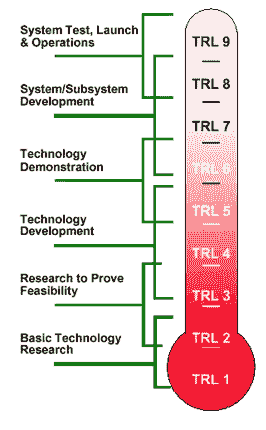 System Test, Launch
& Operations
System/Subsystem
Development
Technology
Demonstration
Technology
Development
Research to Prove
Feasibility
Basic Technology
Research
TRL 9
TRL 8
TRL 7
TRL 6
TRL 5
TRL 4
TRL 3
TRL 2
TRL 1